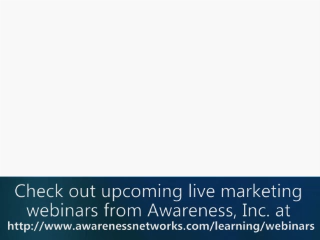 Check out upcoming live marketing
webinars from Awareness, Inc. at
http://www.awarenessnetworks.com/learning/webinars